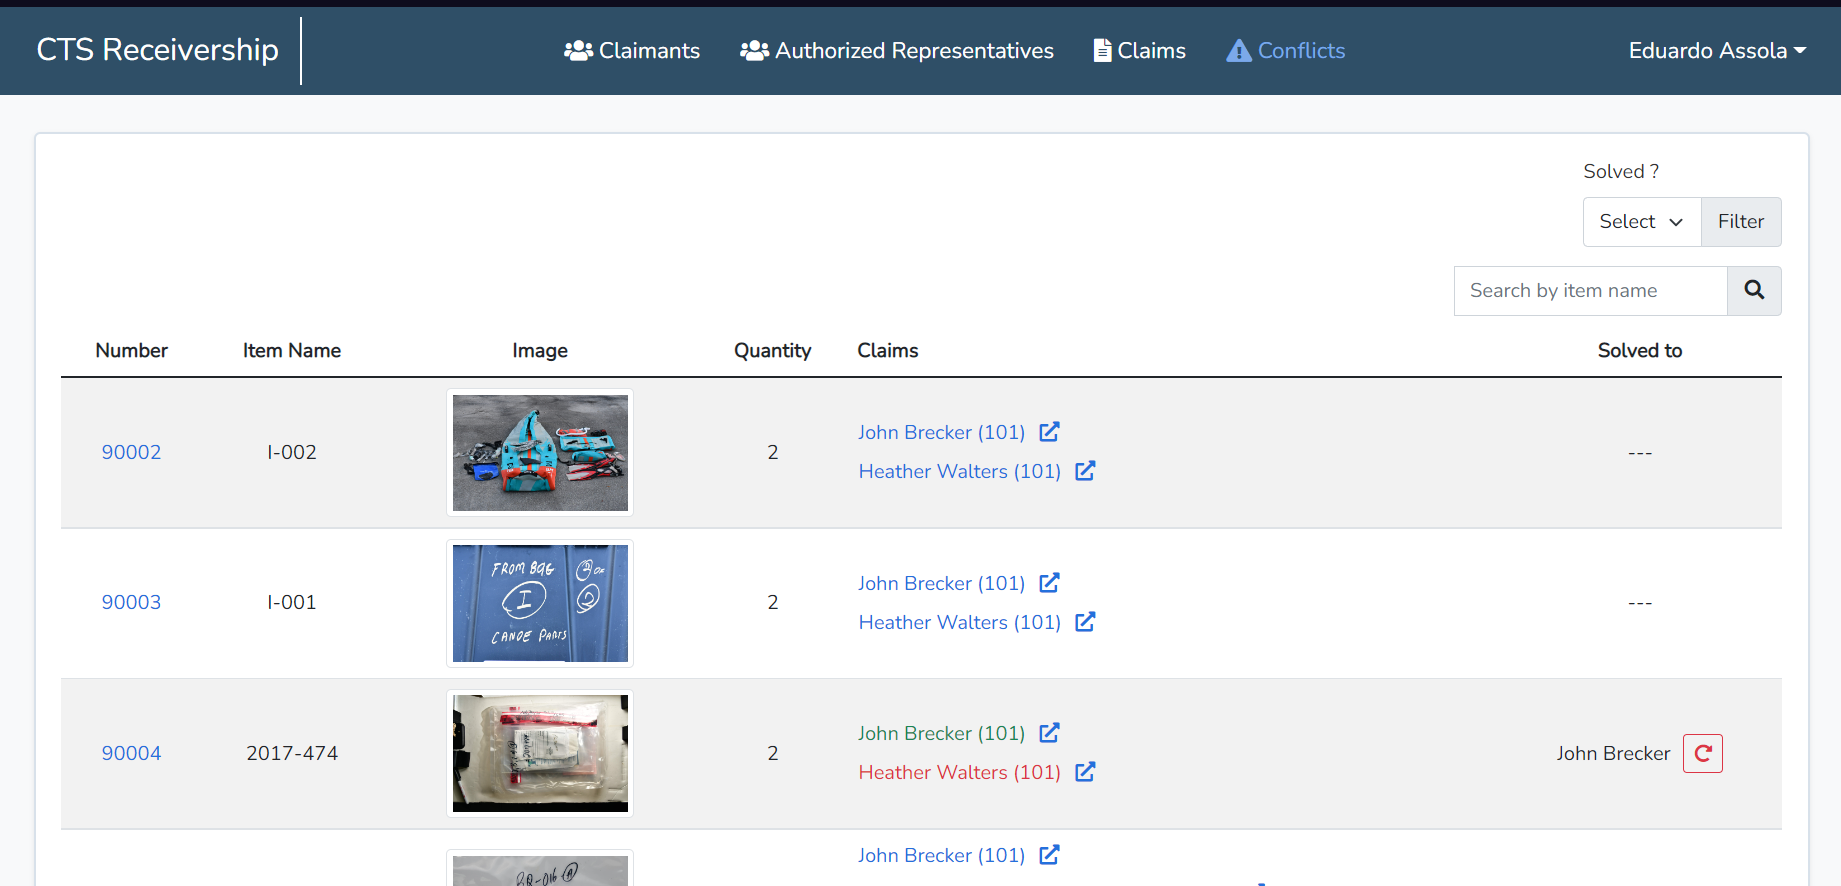 CTS Receivership
Claimants
Authorized Representatives
Claims
Conflicts
Eduardo Assola
Solved ?
Select
Filter
Search by item name
Number Item Name Image Quantity Claims Solved to
90002 I-002 2
John Brecker (101)
Heather Walters (101)
---
90003 I-001
FROM BAG 2 OF
I 2
CANOE PARTS
2
John Brecker (101)
Heather Walters (101)
---
90004 2017-474 2
John Brecker (101)
Heather Walters (101)
John Brecker
John Brecker (101)